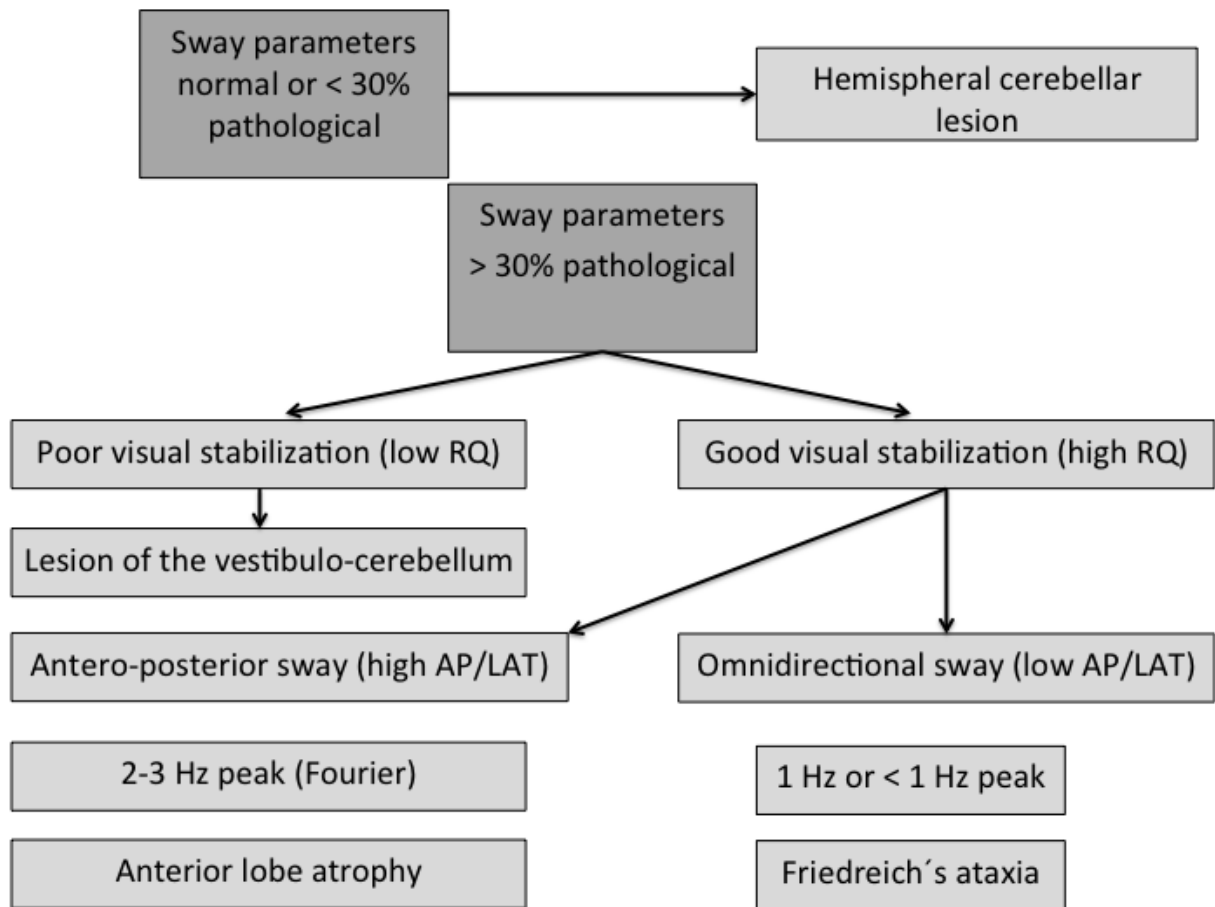 Sway parameters
normal or < 30%
pathological
Hemispheral cerebellar
lesion
Sway parameters
> 30% pathological
Poor visual stabilization (low RQ)
Good visual stabilization (high RQ)
Lesion of the vestibulo-cerebellum
Antero-posterior sway (high AP/LAT)
Omnidirectional sway (low AP/LAT)
2-3 Hz peak (Fourier)
1 Hz or < 1 Hz peak
Anterior lobe atrophy
Friedreich´s ataxia